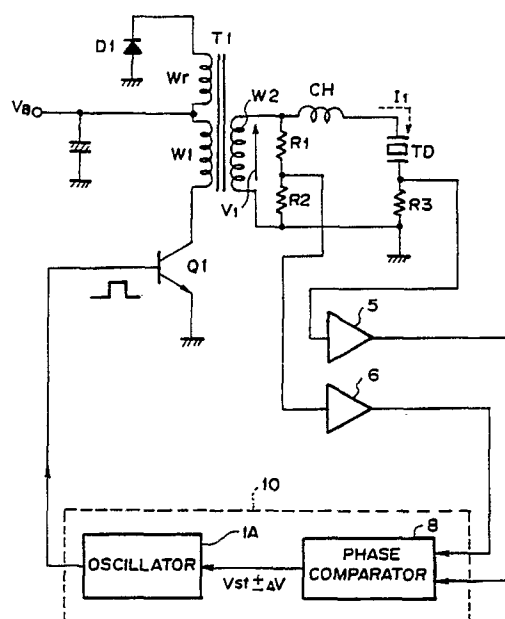 D1
T1
Wr
CH
I1
VB
W2
R1
TD
W1
R2
R3
V1
Q1
5
6
10
1A
8
OSCILLATOR
Vst ± ΔV
PHASE
COMPARATOR